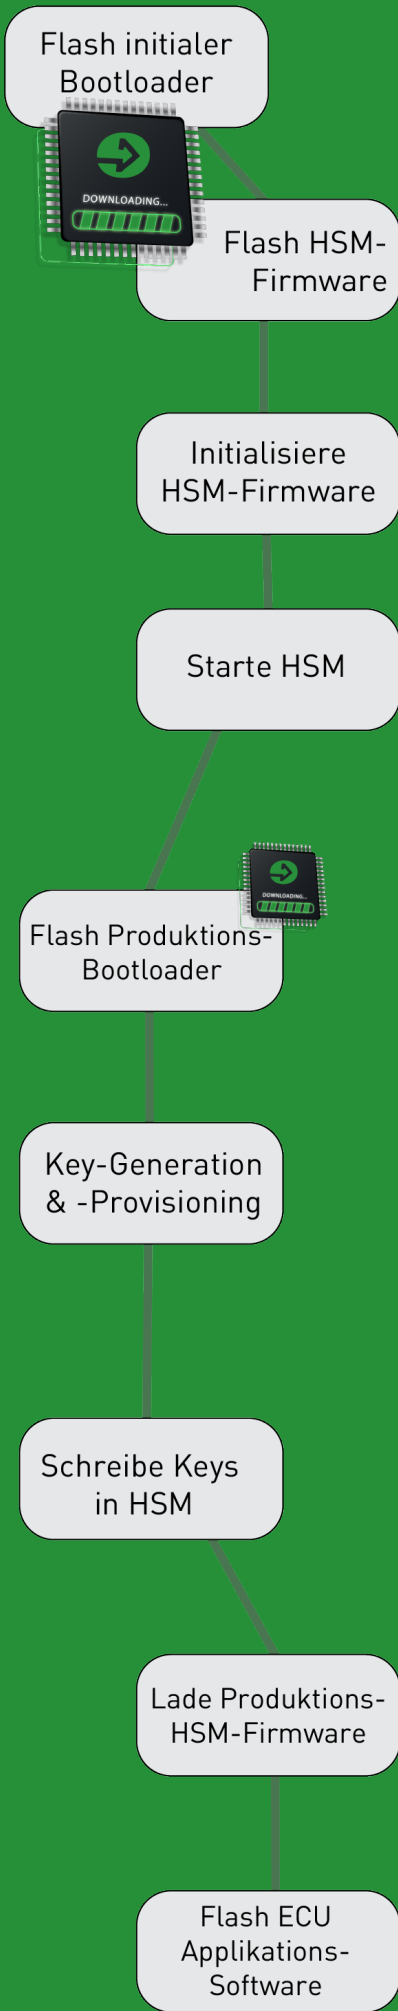 Flash initialer
Bootloader
DOWNLOADING...
Flash HSM-
Firmware
Initialisiere
HSM-Firmware
Starte HSM
DOWNLOADING...
Flash Produktions-
Bootloader
Key-Generation
& -Provisioning
Schreibe Keys
in HSM
Lade Produktions-
HSM-Firmware
Flash ECU
Applikations-
Software